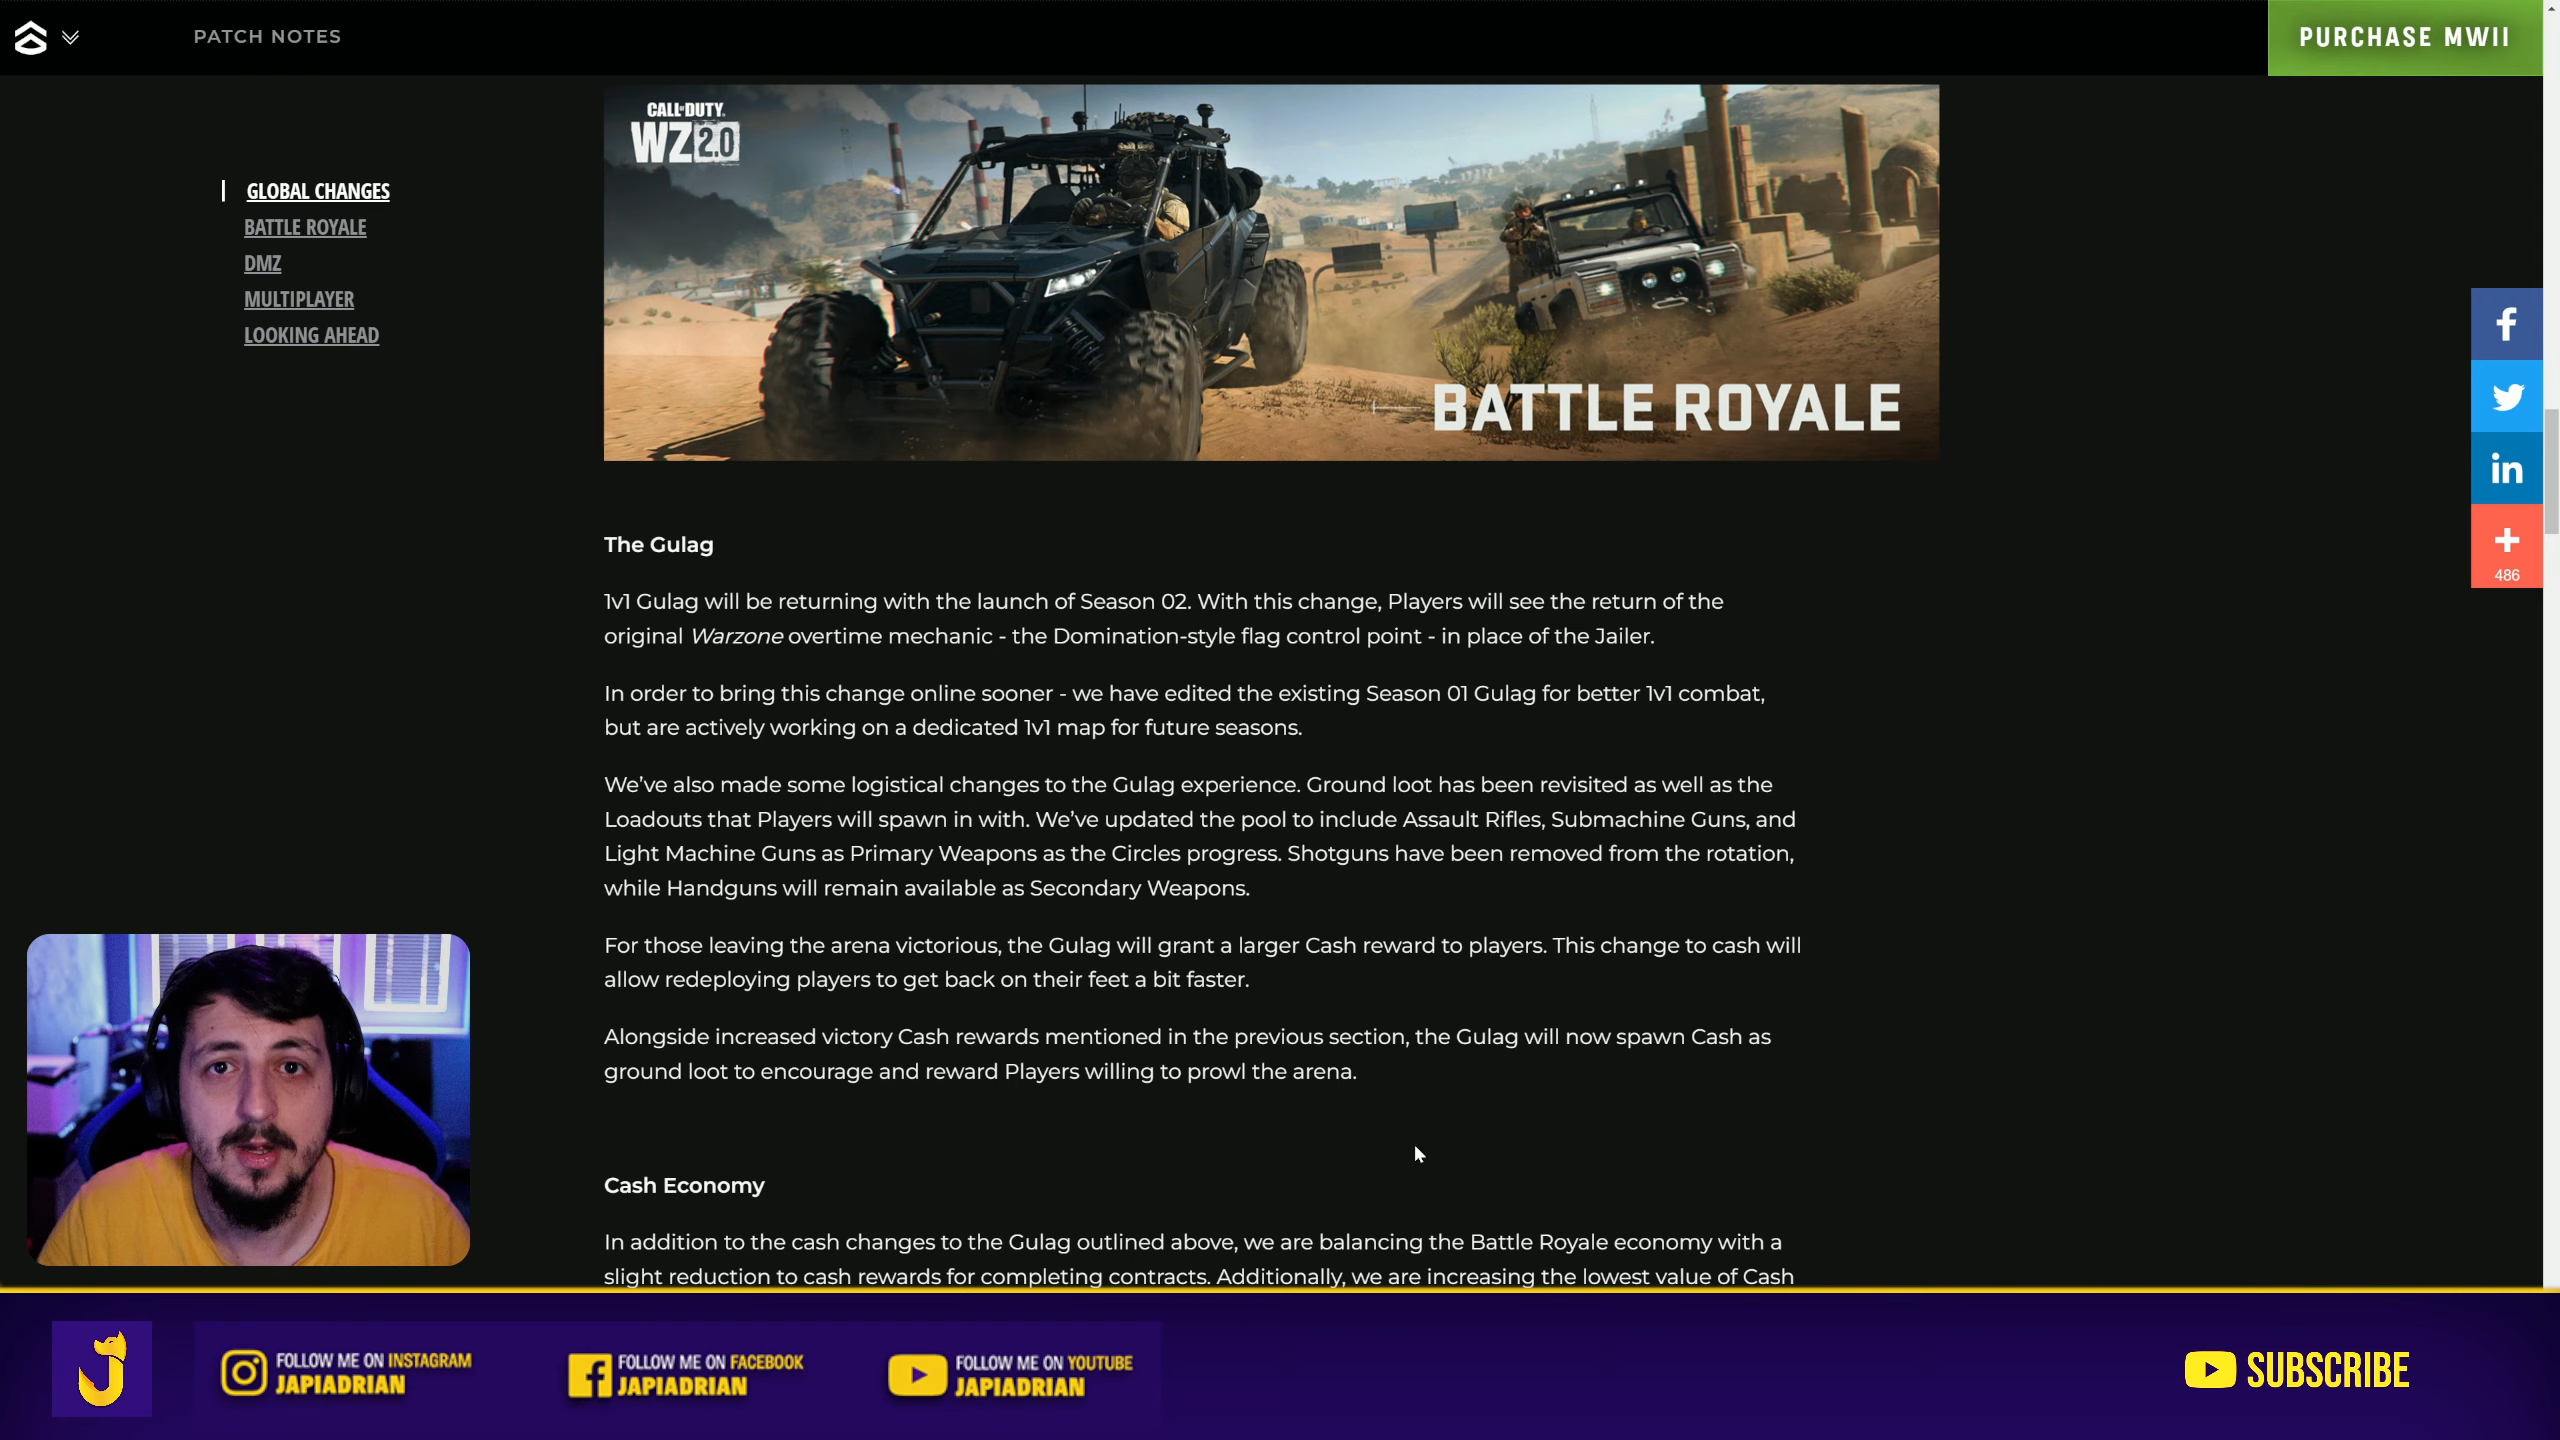 PATCH NOTES
PURCHASE MWII
GLOBAL CHANGES
BATTLE ROYALE
DMZ
MULTIPLAYER
LOOKING AHEAD
CALL OF DUTY
WZ 2.0
BATTLE ROYALE
486
The Gulag
1v1 Gulag will be returning with the launch of Season 02. With this change, Players will see the return of the
original Warzone overtime mechanic - the Domination-style flag control point - in place of the Jailer.
In order to bring this change online sooner - we have edited the existing Season 01 Gulag for better 1v1 combat,
but are actively working on a dedicated 1v1 map for future seasons.
We’ve also made some logistical changes to the Gulag experience. Ground loot has been revisited as well as the
Loadouts that Players will spawn in with. We’ve updated the pool to include Assault Rifles, Submachine Guns, and
Light Machine Guns as Primary Weapons as the Circles progress. Shotguns have been removed from the rotation,
while Handguns will remain available as Secondary Weapons.
For those leaving the arena victorious, the Gulag will grant a larger Cash reward to players. This change to cash will
allow redeploying players to get back on their feet a bit faster.
Alongside increased victory Cash rewards mentioned in the previous section, the Gulag will now spawn Cash as
ground loot to encourage and reward Players willing to prowl the arena.
Cash Economy
In addition to the cash changes to the Gulag outlined above, we are balancing the Battle Royale economy with a
slight reduction to cash rewards for completing contracts. Additionally, we are increasing the lowest value of Cash
FOLLOW ME ON INSTAGRAM
JAPIADRIAN
FOLLOW ME ON FACEBOOK
JAPIADRIAN
FOLLOW ME ON YOUTUBE
JAPIADRIAN
SUBSCRIBE